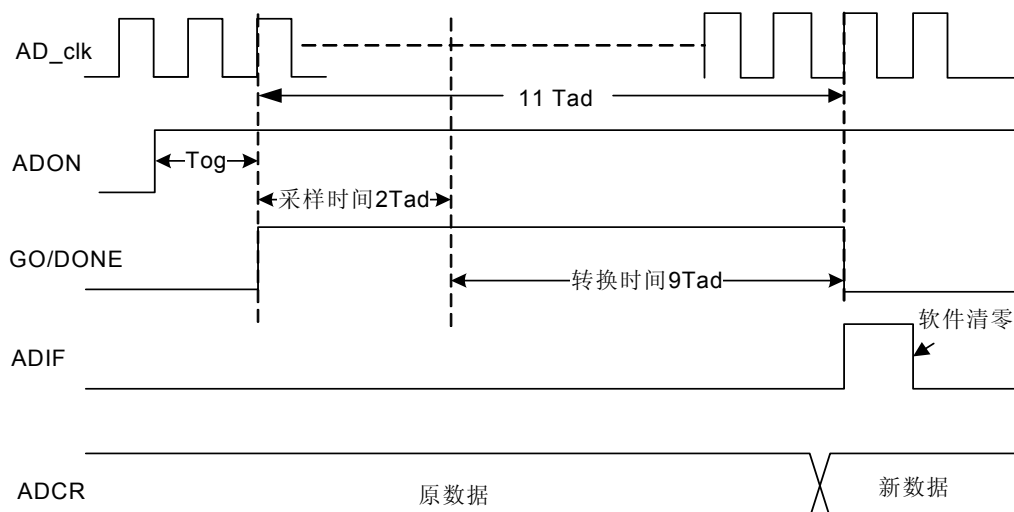 AD_clk
11 Tad
ADON
Tog
采样时间2Tad
GO/DONE
转换时间9Tad
软件清零
ADIF
ADCR
原数据
新数据